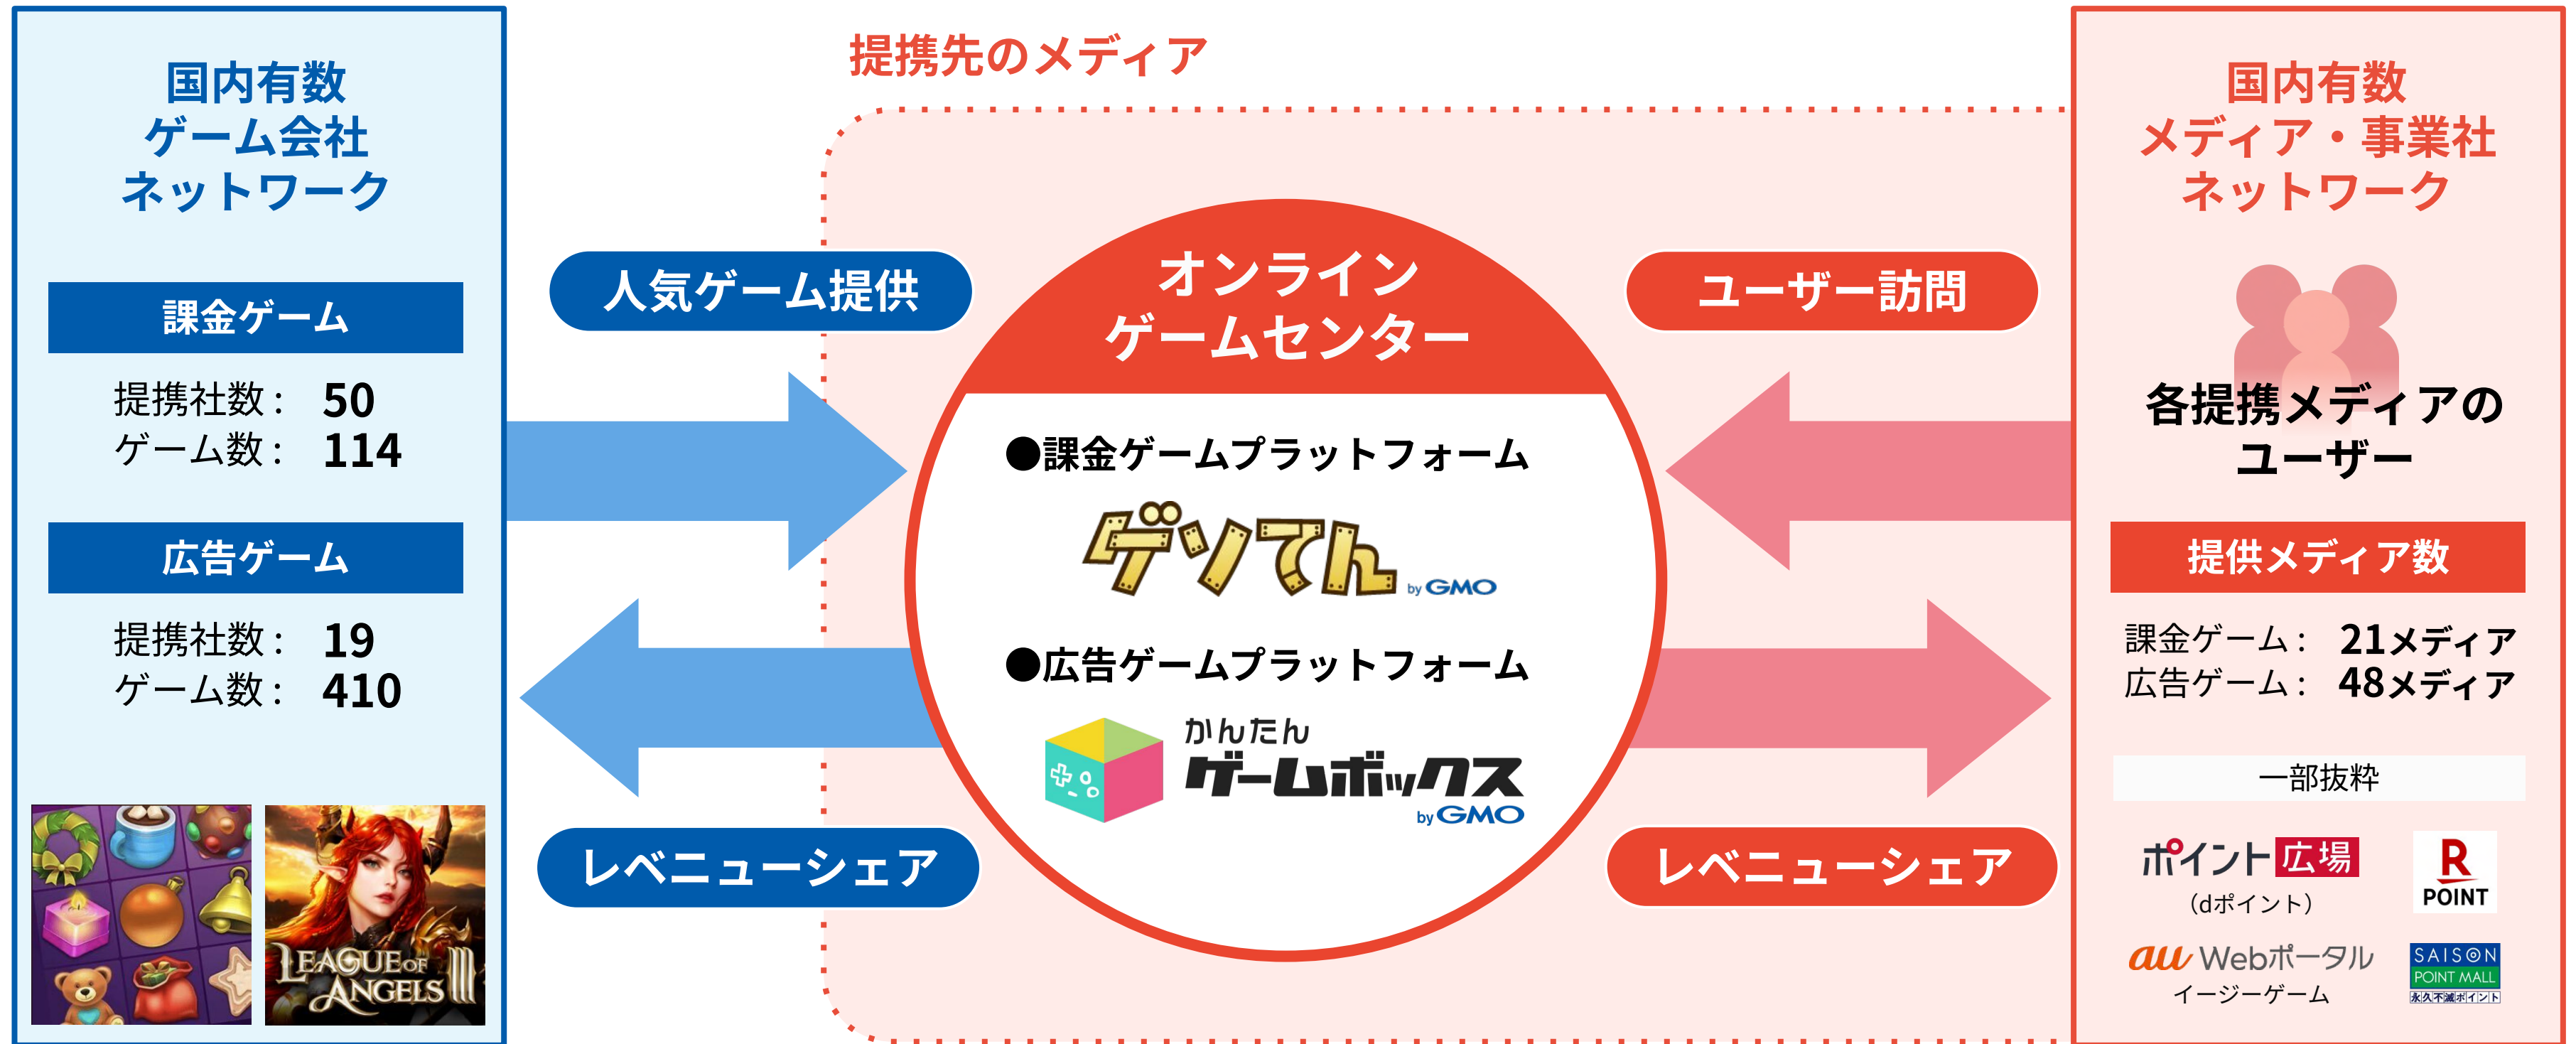 国内有数
ゲーム会社
ネットワーク
課金ゲーム
提携社数： 50
ゲーム数： 114
広告ゲーム
提携社数： 19
ゲーム数： 410
LEAGUE OF
ANGELS III
提携先のメディア
人気ゲーム提供
レベニューシェア
オンライン
ゲームセンター
●課金ゲームプラットフォーム
ゲソてん by GMO
●広告ゲームプラットフォーム
かんたん
ゲームボックス
by GMO
ユーザー訪問
レベニューシェア
国内有数
メディア・事業社
ネットワーク
各提携メディアの
ユーザー
提供メディア数
課金ゲーム： 21メディア
広告ゲーム： 48メディア
一部抜粋
ポイント広場
（dポイント）
R
POINT
au Webポータル
イージーゲーム
SAISON
POINT MALL
永久不滅ポイント